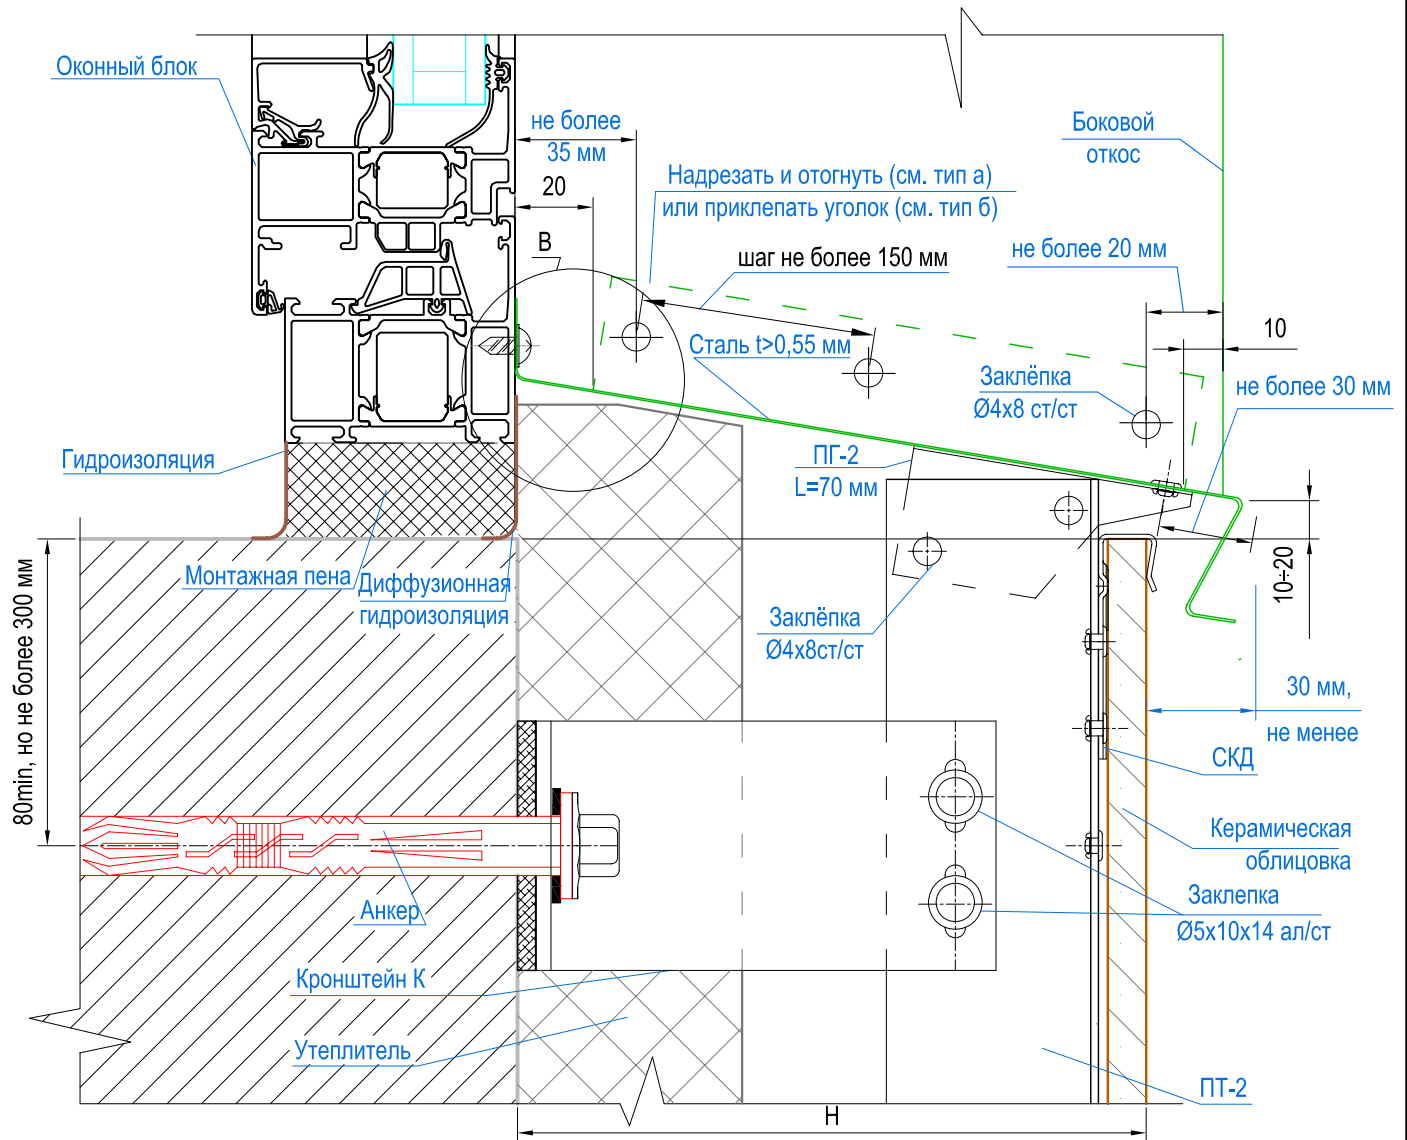 Оконный блок
не более
35 мм
20
В
Надрезать и отогнуть (см. тип а)
или приклепать уголок (см. тип б)
шаг не более 150 мм
Боковой
откос
не более 20 мм
10
Сталь t>0,55 мм
Заклёпка
Ø4х8 ст/ст
не более 30 мм
Гидроизоляция
ПГ-2
L=70 мм
Монтажная пена
Диффузионная
гидроизоляция
Заклёпка
Ø4х8ст/ст
10÷20
80min, но не более 300 мм
30 мм,
не менее
СКД
Керамическая
облицовка
Заклепка
Ø5х10х14 ал/ст
Анкер
Кронштейн К
Утеплитель
ПТ-2
Н